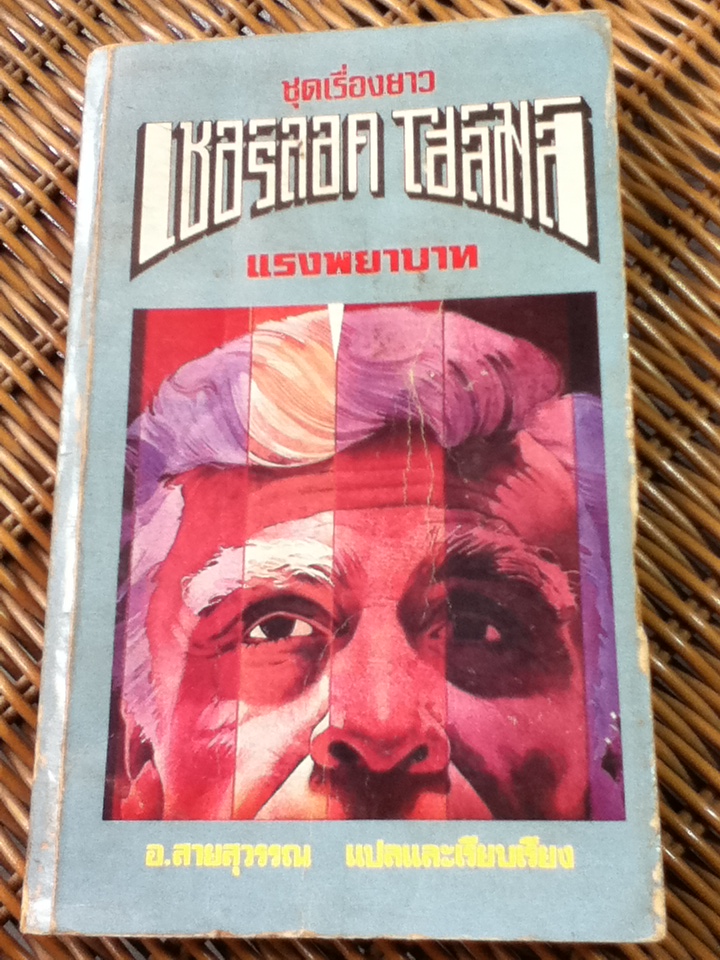 ชุดเรื่องยาว
เชอร์ลอค โฮล์มส์
แรงพยาบาท
อ.สายสุวรรณ แปลและเรียบเรียง